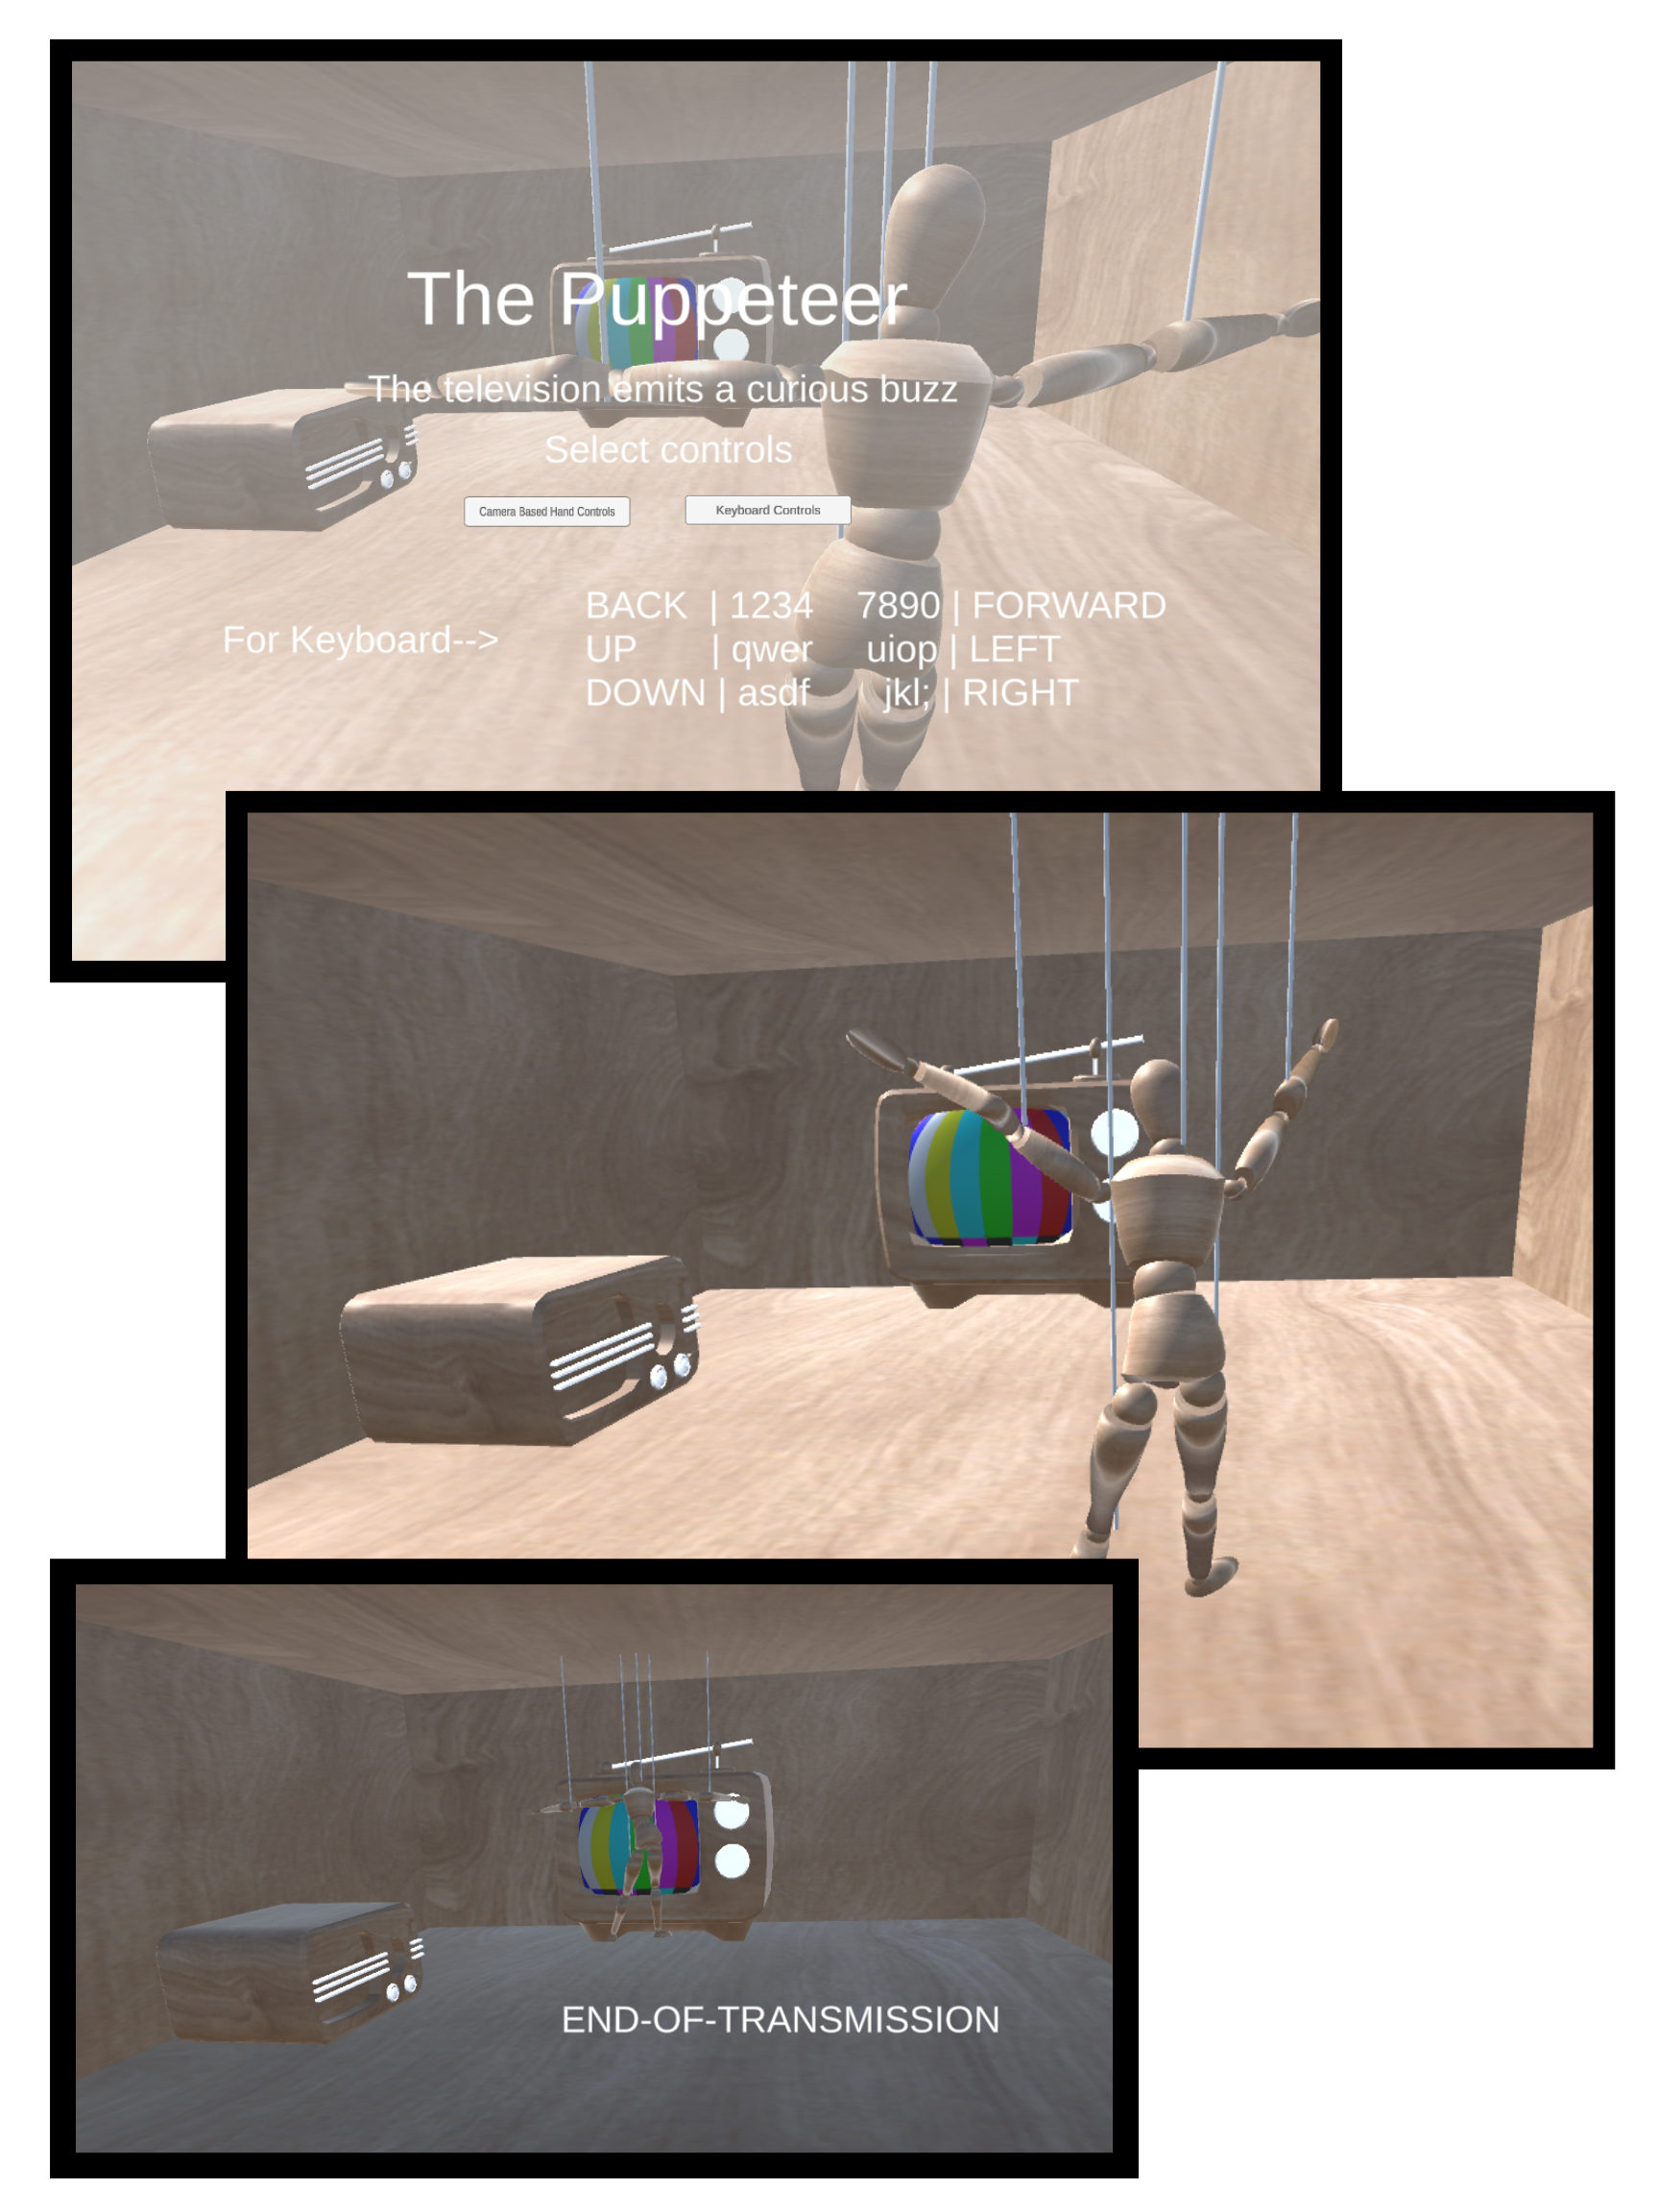 The Puppeteer
The television emits a curious buzz
Select controls
Camera Based Hand Controls Keyboard Controls
For Keyboard-->
BACK | 1234 7890 | FORWARD
UP | qwer uiop | LEFT
DOWN | asdf jkl; | RIGHT
END-OF-TRANSMISSION